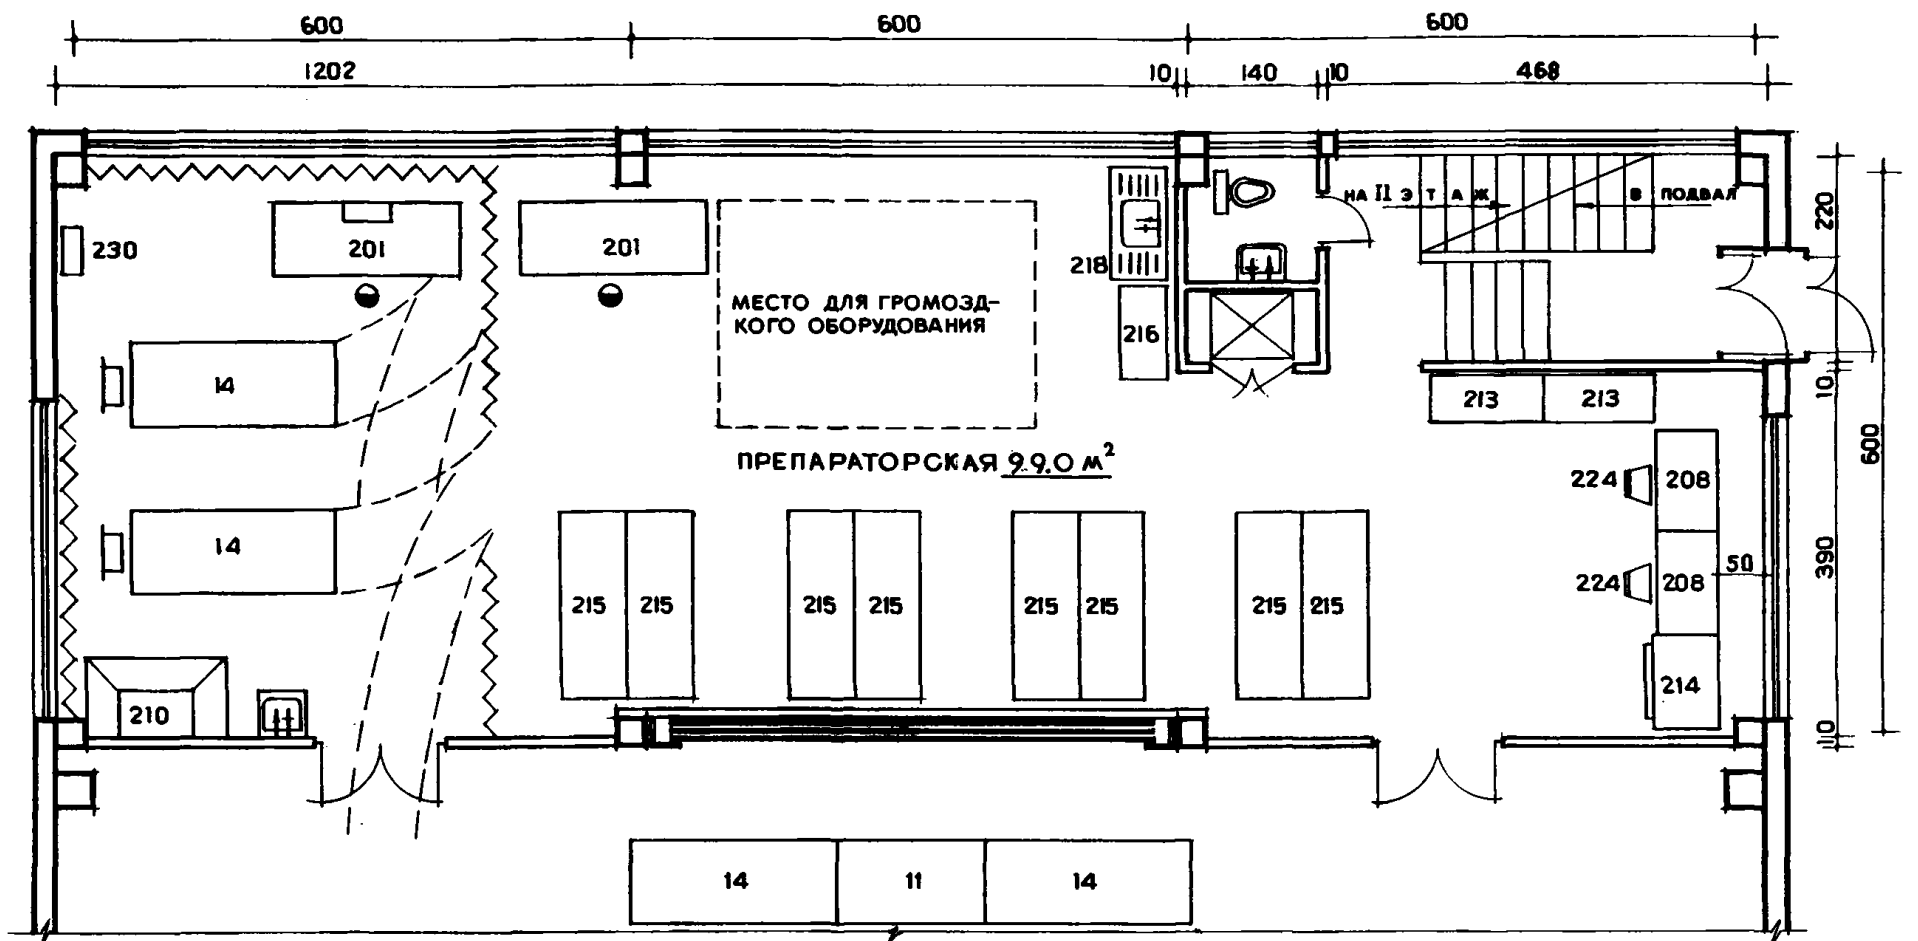 600 600 600
1202 10 140 10 468
НА II ЭТАЖ В ПОДВАЛ
220
230 201 201
218
МЕСТО ДЛЯ ГРОМОЗД-
КОГО ОБОРУДОВАНИЯ
216
14
213 213
10
600
ПРЕПАРАТОРСКАЯ 99.0 м²
224 208
14
390
50
224 208
215 215 215 215 215 215 215 215
214
210
10
14 11 14